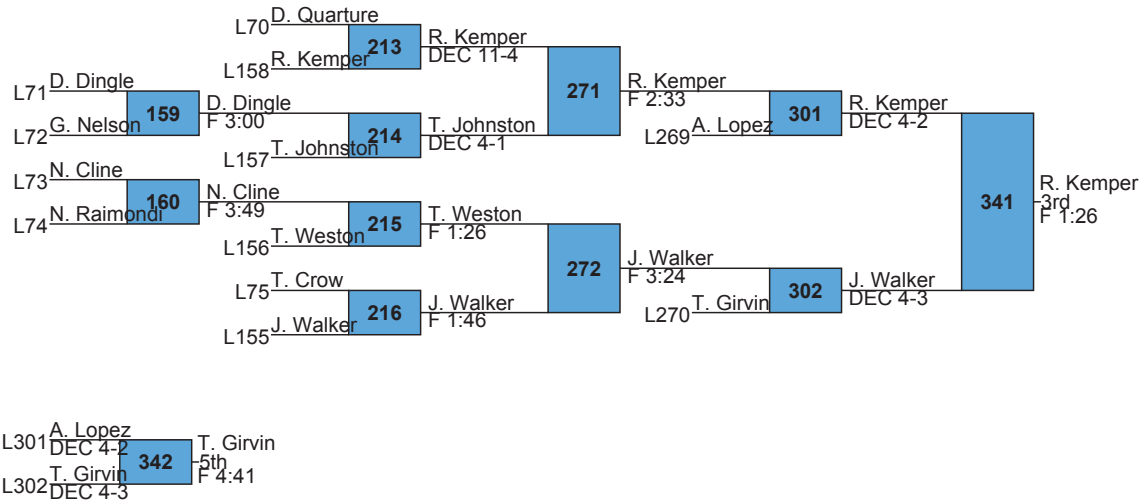 D. Quarture
L70
213
R. Kemper
DEC 11-4
R. Kemper
L158
D. Dingle
L71
159
D. Dingle
F 3:00
G. Nelson
L72
214
T. Johnston
DEC 4-1
T. Johnston
L157
271
R. Kemper
F 2:33
301
R. Kemper
DEC 4-2
A. Lopez
L269
N. Cline
L73
160
N. Cline
F 3:49
N. Raimondi
L74
215
T. Weston
F 1:26
T. Weston
L156
T. Crow
L75
216
J. Walker
F 1:46
J. Walker
L155
272
J. Walker
F 3:24
302
J. Walker
DEC 4-3
T. Girvin
L270
341
R. Kemper
3rd
F 1:26
A. Lopez
L301
DEC 4-2
342
T. Girvin
5th
F 4:41
T. Girvin
L302
DEC 4-3